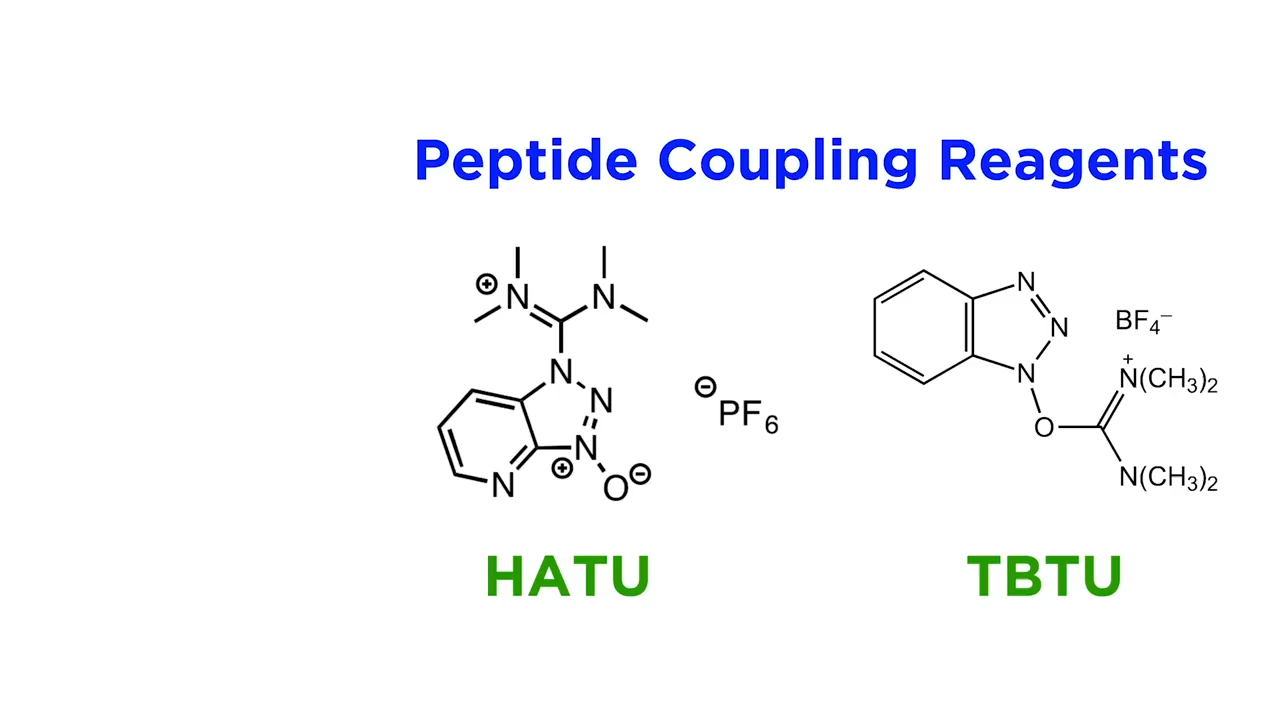 Peptide Coupling Reagents
⊕
N
N
N
N
N
⊕
N
O⊖
⊖
PF6
HATU
N
N
N
BF4−
+
N(CH3)2
O
N(CH3)2
TBTU